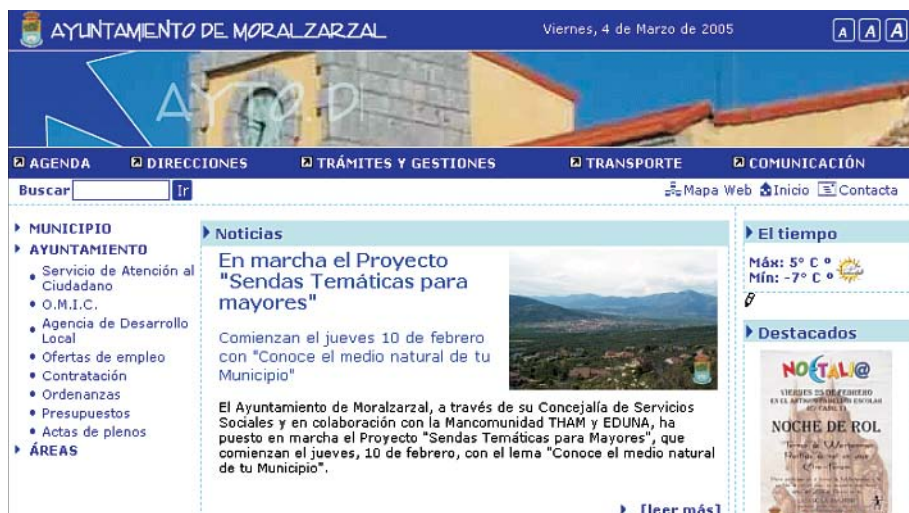 AYUNTAMIENTO DE MORALZARZAL
Viernes, 4 de Marzo de 2005
A A A
AYTO.D
AGENDA DIRECCIONES TRÁMITES Y GESTIONES TRANSPORTE COMUNICACIÓN
Buscar Ir
Mapa Web Inicio Contacta
MUNICIPIO
AYUNTAMIENTO
Servicio de Atención al
Ciudadano
O.M.I.C.
Agencia de Desarrollo
Local
Ofertas de empleo
Contratación
Ordenanzas
Presupuestos
Actas de plenos
ÁREAS
Noticias
En marcha el Proyecto
"Sendas Temáticas para
mayores"
Comienzan el jueves 10 de febrero
con "Conoce el medio natural de tu
Municipio"
El Ayuntamiento de Moralzarzal, a través de su Concejalía de Servicios
Sociales y en colaboración con la Mancomunidad THAM y EDUNA, ha
puesto en marcha el Proyecto "Sendas Temáticas para Mayores", que
comienzan el jueves, 10 de febrero, con el lema "Conoce el medio natural
de tu Municipio".
[leer más]
El tiempo
Máx: 5° C º
Mín: -7° C º
Destacados
NOCTALI@
VIERNES 25 DE FEBRERO
NOCHE DE ROL